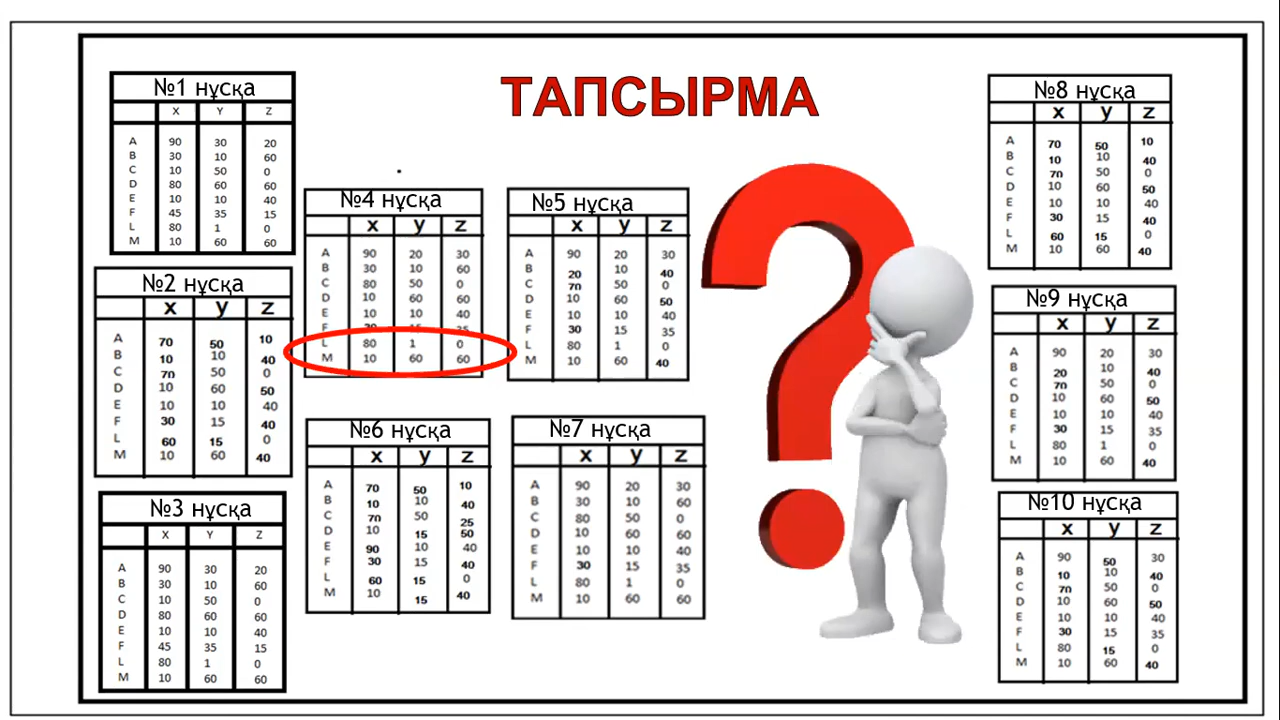 ТАПСЫРМА
№1 нұсқа
X Y Z
A 90 30 20
B 30 10 60
C 10 50 0
D 80 60 60
E 10 10 40
F 45 35 15
L 80 1 0
M 10 60 60
№2 нұсқа
x y z
A 70 50 10
B 10 10 40
C 70 50 0
D 10 60 50
E 10 10 40
F 30 15 40
L 60 15 0
M 10 60 40
№3 нұсқа
X Y Z
A 90 30 20
B 30 10 60
C 10 50 0
D 80 60 60
E 10 10 40
F 45 35 15
L 80 1 0
M 10 60 60
№4 нұсқа
x y z
A 90 20 30
B 30 10 60
C 80 50 0
D 10 60 60
E 10 10 40
F 30 15 35
L 80 1 0
M 10 60 60
№5 нұсқа
x y z
A 90 20 30
B 20 10 40
C 70 50 0
D 10 60 50
E 10 10 40
F 30 15 35
L 80 1 0
M 10 60 40
№6 нұсқа
x y z
A 70 50 10
B 10 10 40
C 70 50 25
D 10 15 50
E 90 10 40
F 30 15 40
L 60 15 0
M 10 15 40
№7 нұсқа
x y z
A 90 20 30
B 30 10 60
C 80 50 0
D 10 60 60
E 10 10 40
F 30 15 35
L 80 1 0
M 10 60 60
№8 нұсқа
x y z
A 70 50 10
B 10 10 40
C 70 50 0
D 10 60 50
E 10 10 40
F 30 15 40
L 60 15 0
M 10 60 40
№9 нұсқа
x y z
A 90 20 30
B 20 10 40
C 70 50 0
D 10 60 50
E 10 10 40
F 30 15 35
L 80 1 0
M 10 60 40
№10 нұсқа
x y z
A 90 50 30
B 10 10 40
C 70 50 0
D 10 60 50
E 10 10 40
F 30 15 35
L 80 15 0
M 10 60 40